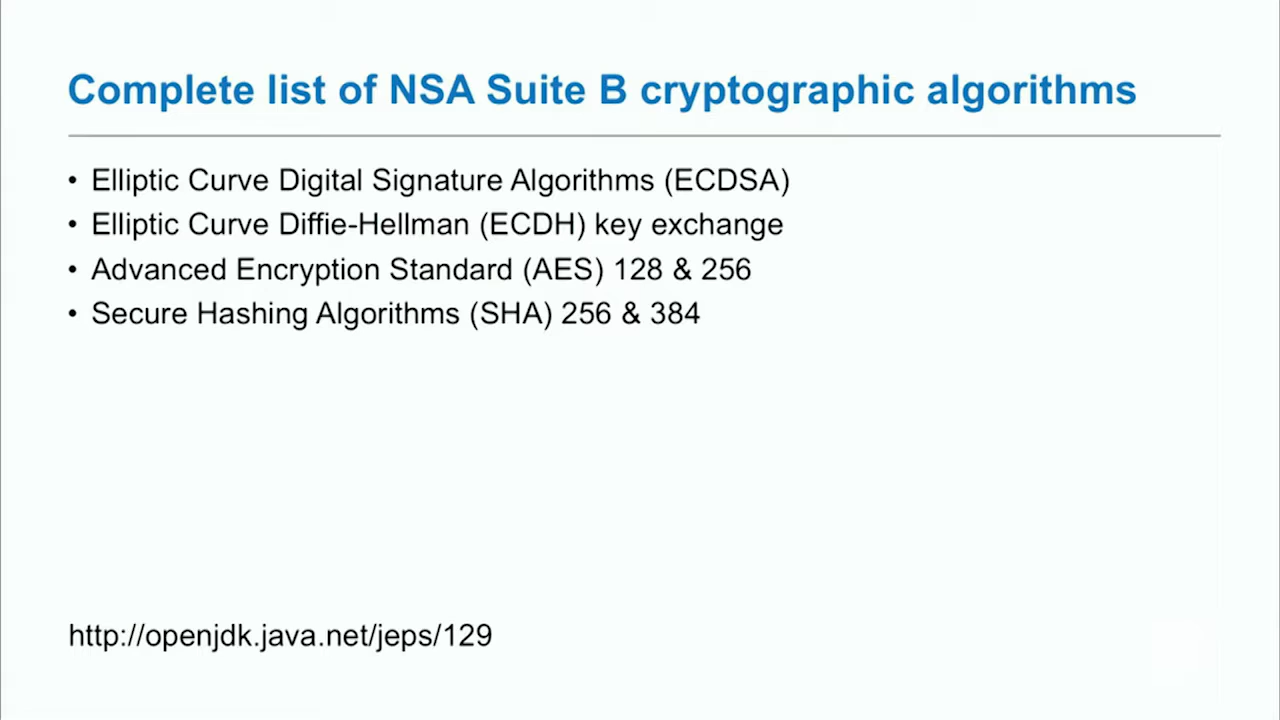 Complete list of NSA Suite B cryptographic algorithms
• Elliptic Curve Digital Signature Algorithms (ECDSA)
• Elliptic Curve Diffie-Hellman (ECDH) key exchange
• Advanced Encryption Standard (AES) 128 & 256
• Secure Hashing Algorithms (SHA) 256 & 384
http://openjdk.java.net/jeps/129